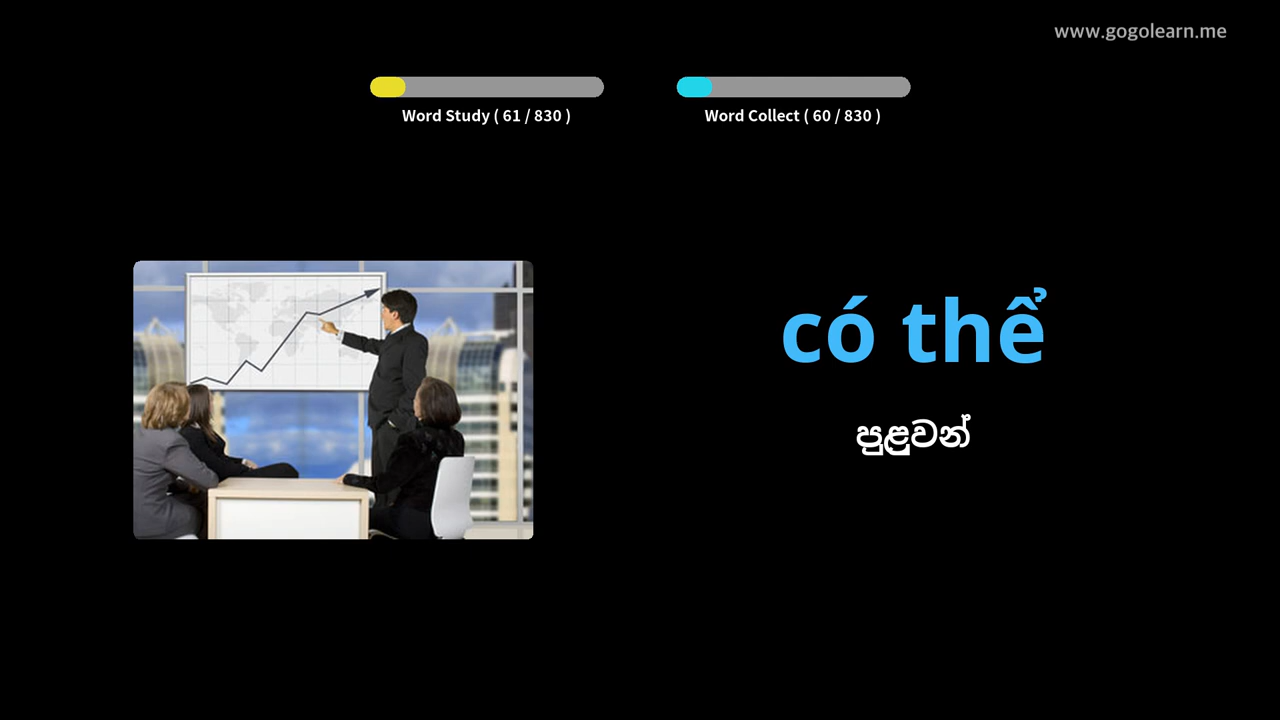 www.gogolearn.me
Word Study ( 61 / 830 )
Word Collect ( 60 / 830 )
có thể
පුළුවන්